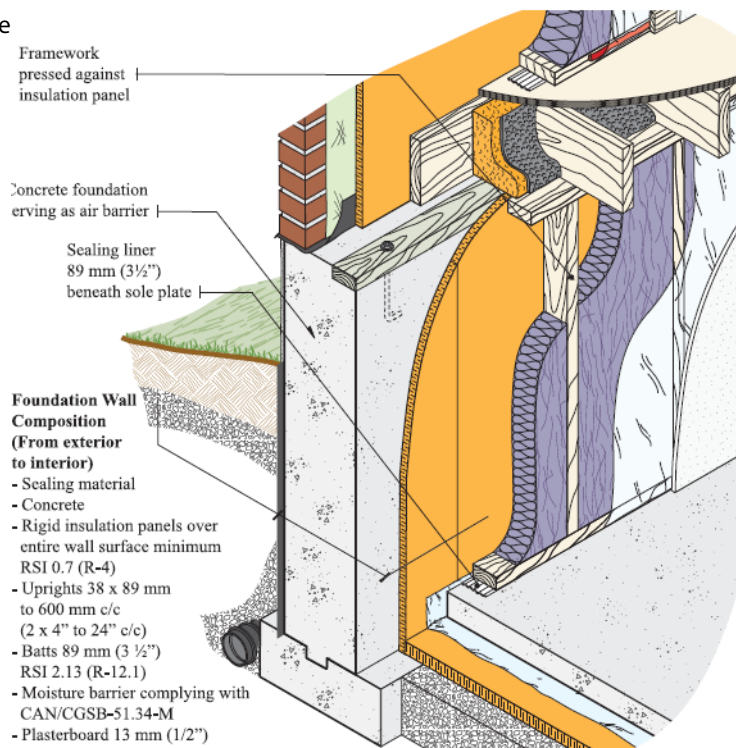 e
Framework
pressed against
insulation panel
Concrete foundation
serving as air barrier
Sealing liner
89 mm (3½”)
beneath sole plate
Foundation Wall
Composition
(From exterior
to interior)
- Sealing material
- Concrete
- Rigid insulation panels over
entire wall surface minimum
RSI 0.7 (R-4)
- Uprights 38 x 89 mm
to 600 mm c/c
(2 x 4” to 24” c/c)
- Batts 89 mm (3 ½”)
RSI 2.13 (R-12.1)
- Moisture barrier complying with
CAN/CGSB-51.34-M
- Plasterboard 13 mm (1/2”)